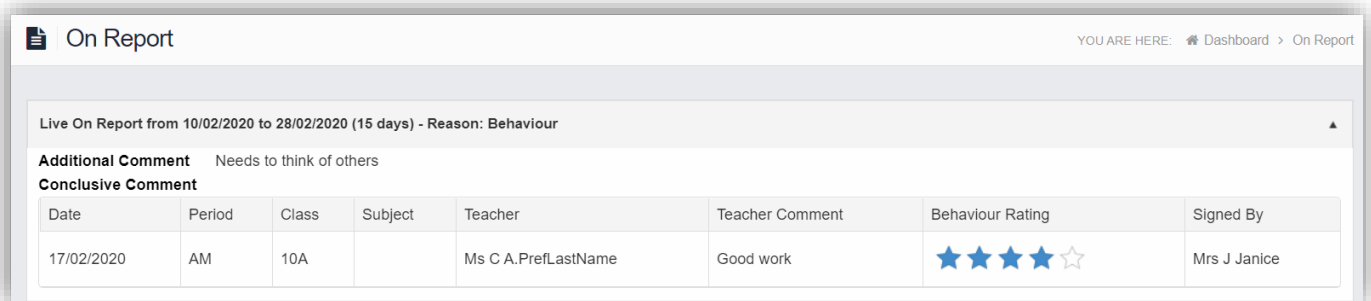 On Report
YOU ARE HERE: Dashboard > On Report
Live On Report from 10/02/2020 to 28/02/2020 (15 days) - Reason: Behaviour
Additional Comment Needs to think of others
Conclusive Comment
Date Period Class Subject Teacher Teacher Comment Behaviour Rating Signed By
17/02/2020 AM 10A Ms C A.PrefLastName Good work Mrs J Janice